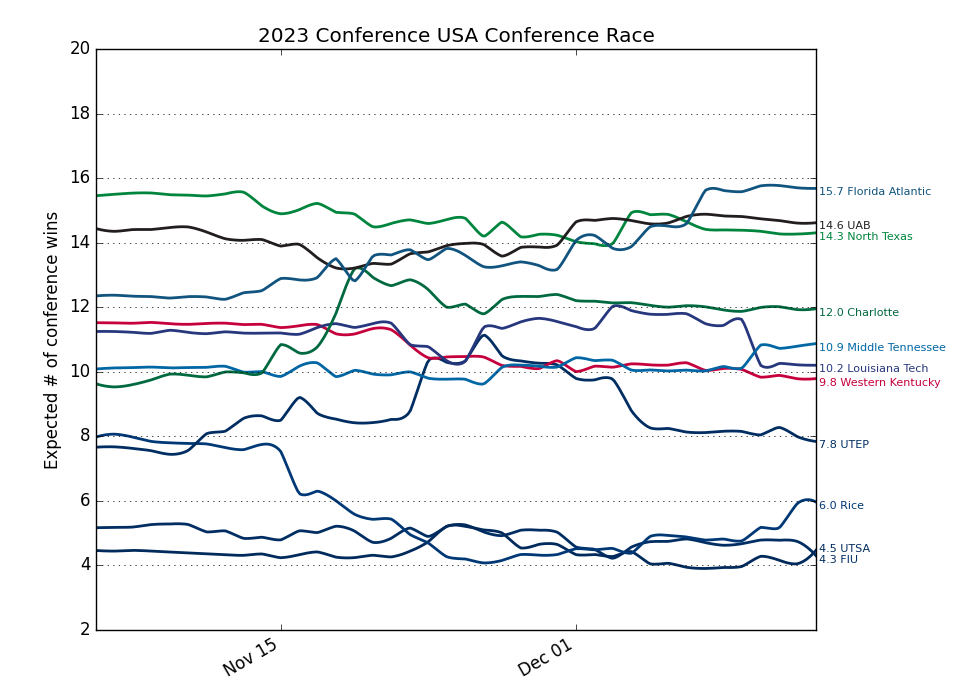 2023 Conference USA Conference Race
Expected # of conference wins
20
18
16
14
12
10
8
6
4
2
15.7 Florida Atlantic
14.6 UAB
14.3 North Texas
12.0 Charlotte
10.9 Middle Tennessee
10.2 Louisiana Tech
9.8 Western Kentucky
7.8 UTEP
6.0 Rice
4.5 UTSA
4.3 FIU
Nov 15
Dec 01